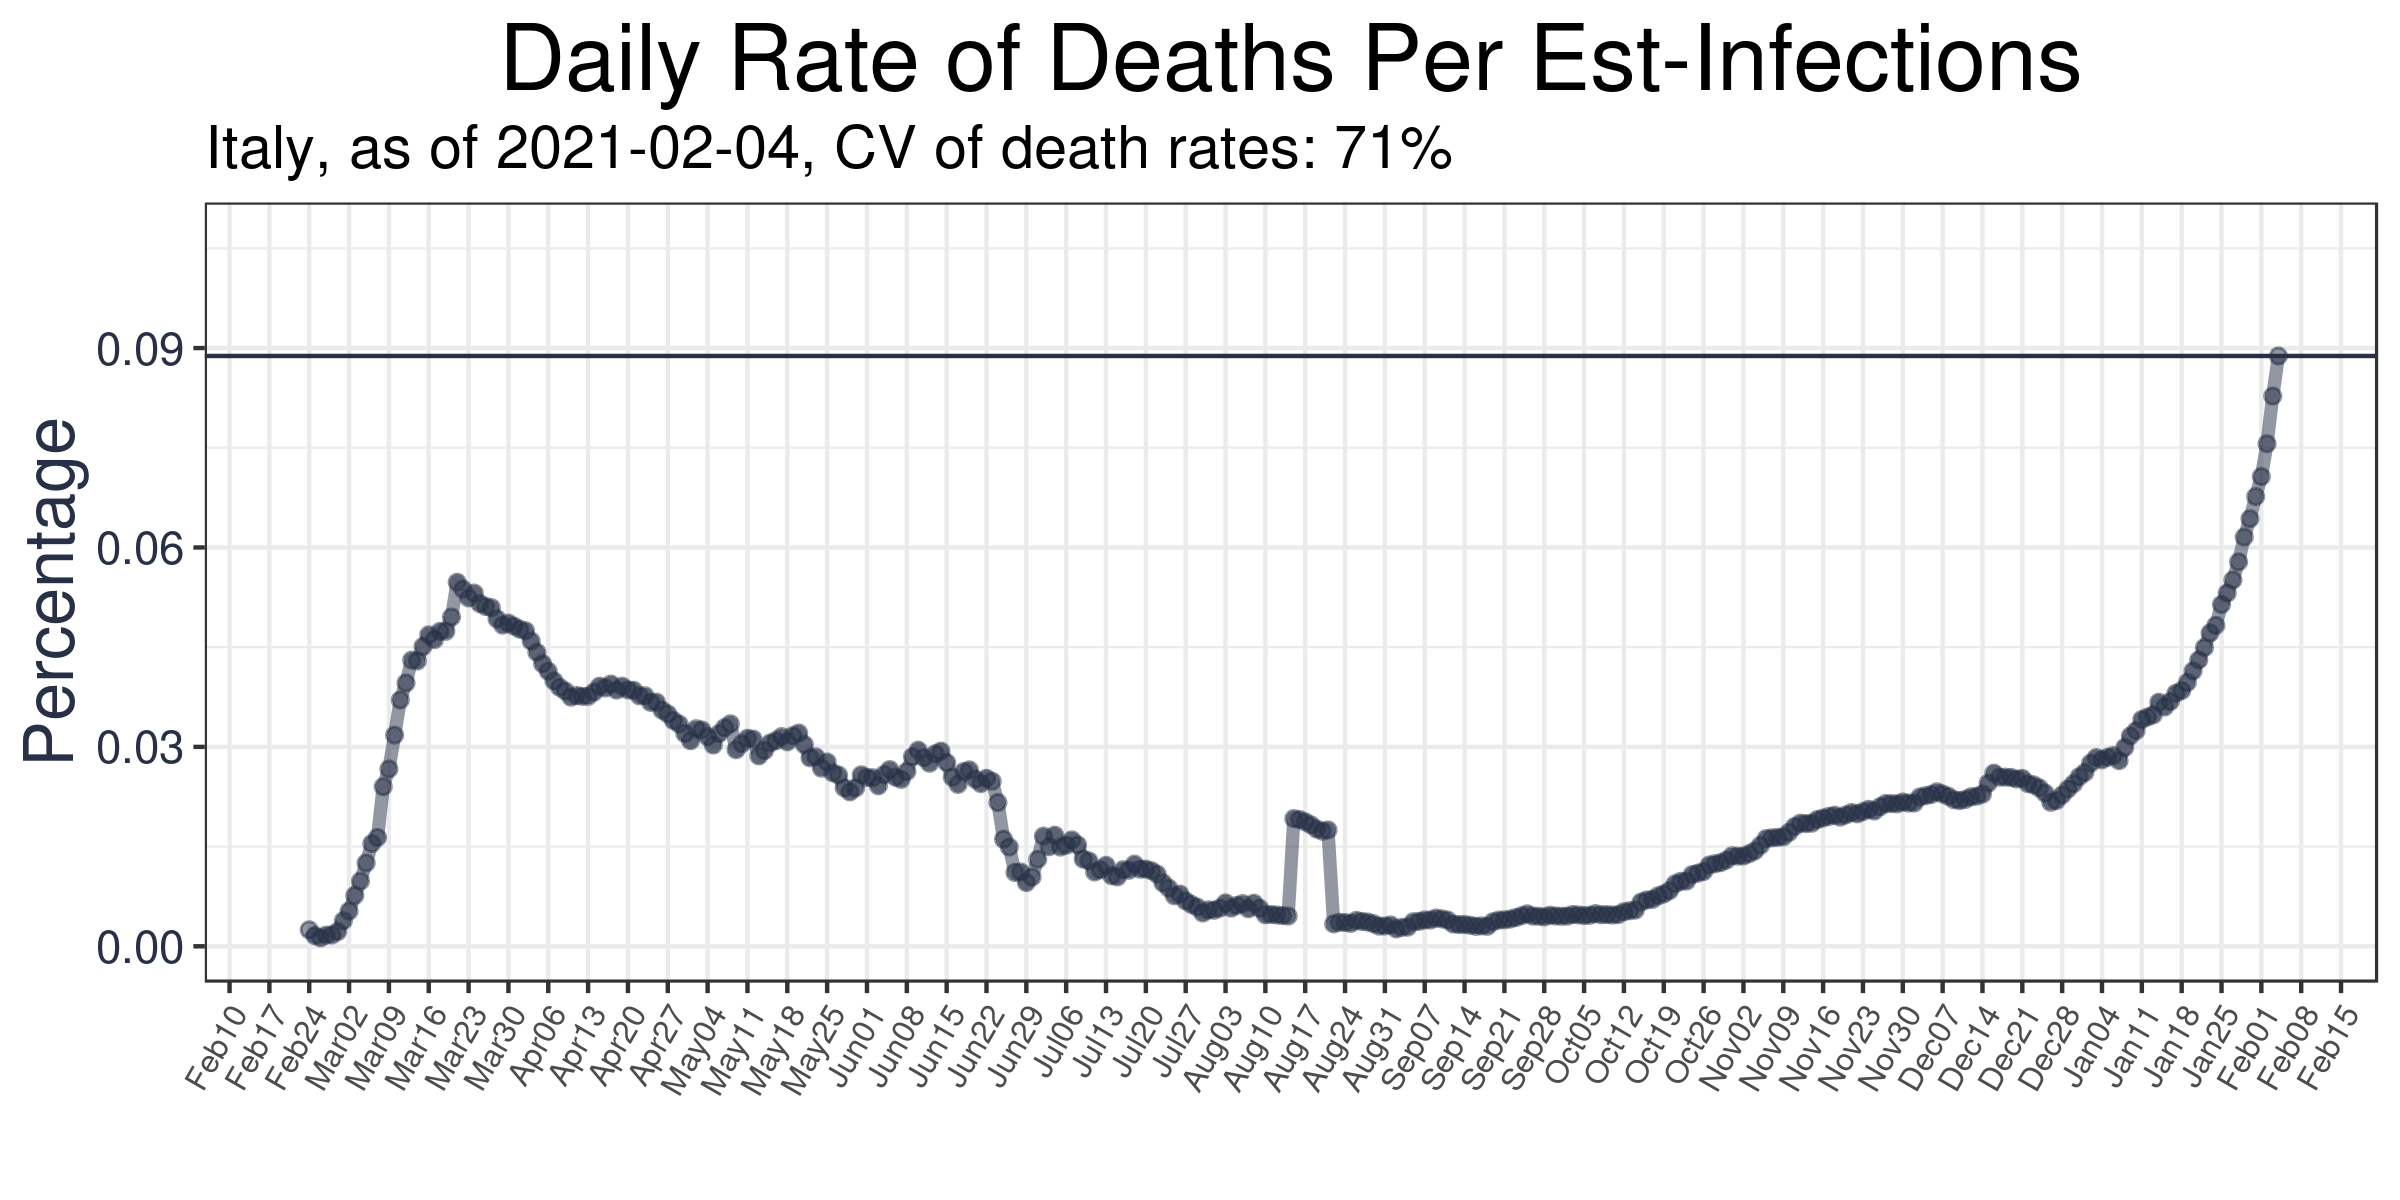 Daily Rate of Deaths Per Est-Infections
Italy, as of 2021-02-04, CV of death rates: 71%
Percentage
0.09
0.06
0.03
0.00
Feb10
Feb17
Feb24
Mar02
Mar09
Mar16
Mar23
Mar30
Apr06
Apr13
Apr20
Apr27
May04
May11
May18
May25
Jun01
Jun08
Jun15
Jun22
Jun29
Jul06
Jul13
Jul20
Jul27
Aug03
Aug10
Aug17
Aug24
Aug31
Sep07
Sep14
Sep21
Sep28
Oct05
Oct12
Oct19
Oct26
Nov02
Nov09
Nov16
Nov23
Nov30
Dec07
Dec14
Dec21
Dec28
Jan04
Jan11
Jan18
Jan25
Feb01
Feb08
Feb15